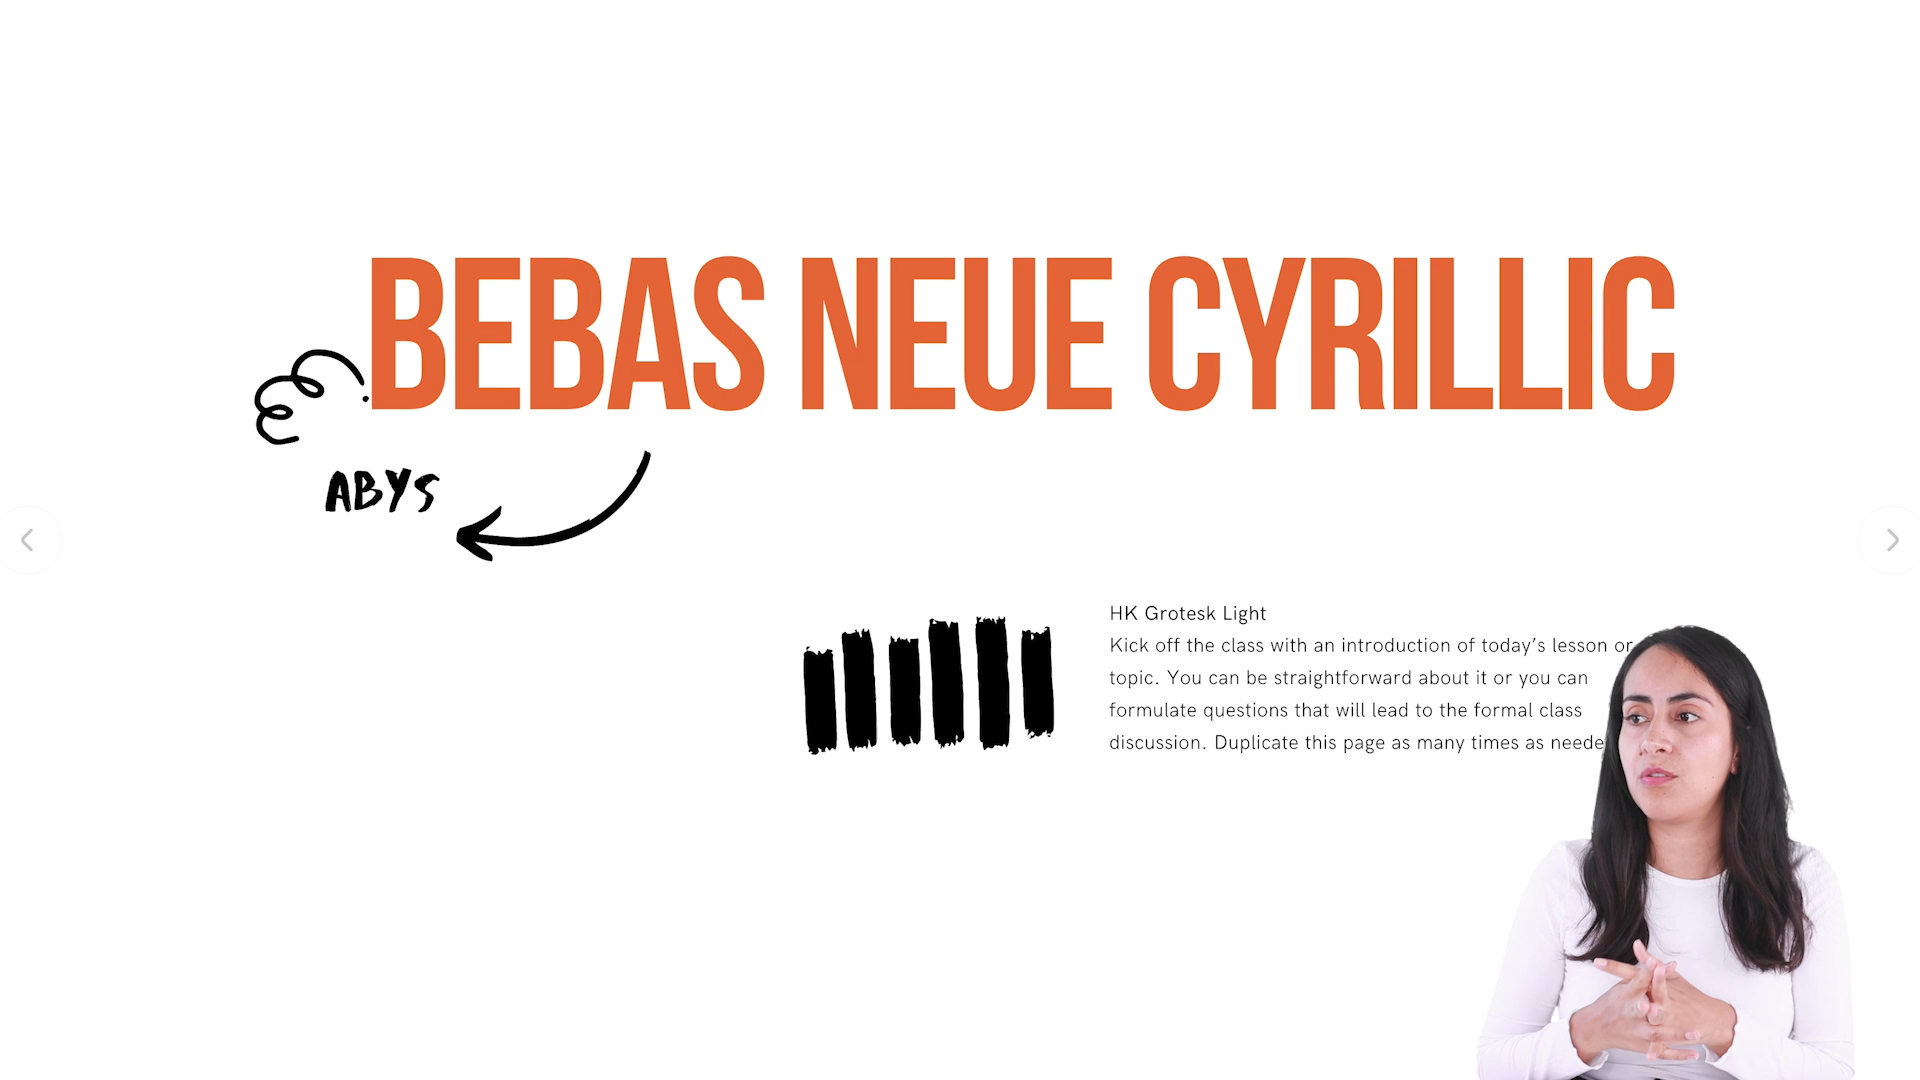 BEBAS NEUE CYRILLIC
ABYS
HK Grotesk Light
Kick off the class with an introduction of today's lesson or
topic. You can be straightforward about it or you can
formulate questions that will lead to the formal class
discussion. Duplicate this page as many times as